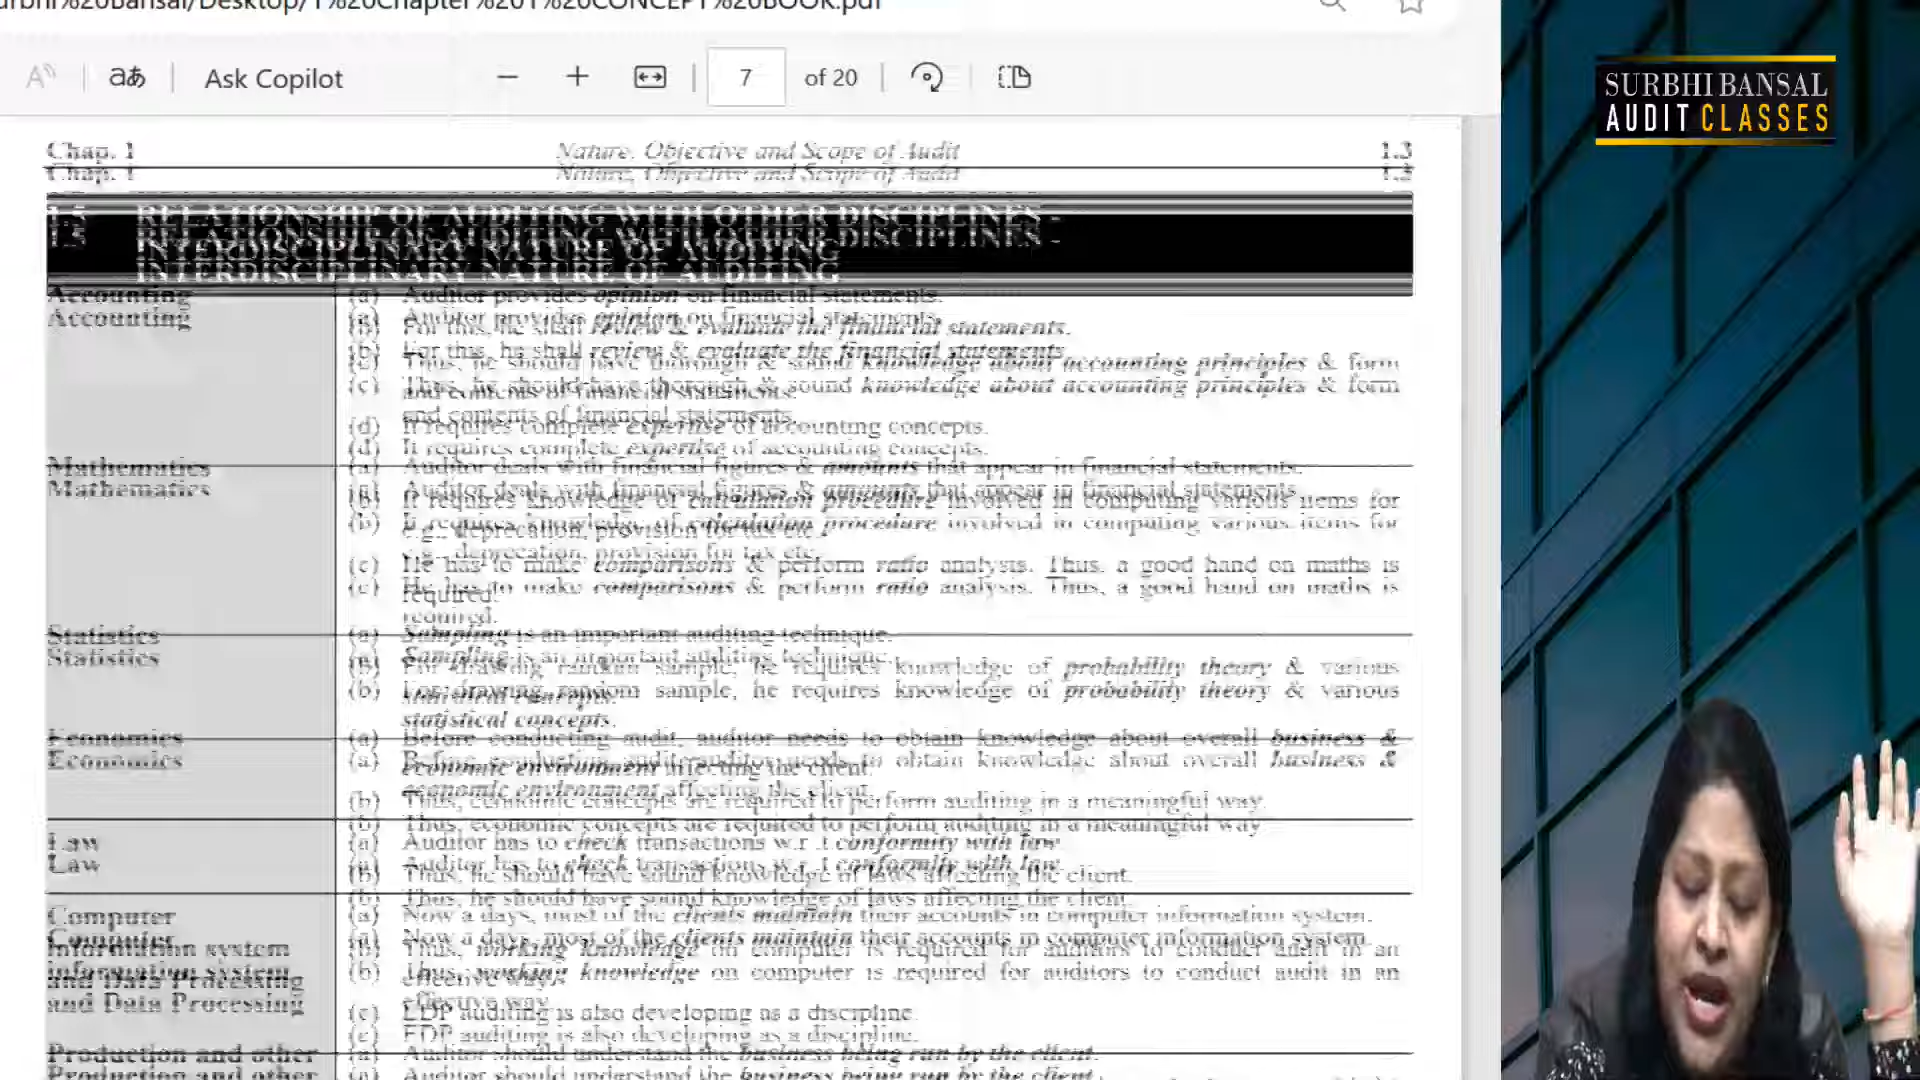 urbhi%20Bansal/Desktop/1%20Chapter%201%20CONCEPT%20BOOK.pdf
aあ Ask Copilot − + 7 of 20
SURBHI BANSAL
AUDIT CLASSES
Chap. 1 Nature, Objective and Scope of Audit 1.3
RELATIONSHIP OF AUDITING WITH OTHER DISCIPLINES -
INTERDISCIPLINARY NATURE OF AUDITING
Accounting (a) Auditor provides opinion on financial statements.
(b) For this, he shall review & evaluate the financial statements.
(c) Thus, he should have thorough & sound knowledge about accounting principles & form
and contents of financial statements.
(d) It requires complete expertise of accounting concepts.
Mathematics (a) Auditor deals with financial figures & amounts that appear in financial statements.
(b) It requires knowledge of calculation procedure involved in computing various items for
e.g., deprecation, provision for tax etc.
(c) He has to make comparisons & perform ratio analysis. Thus, a good hand on maths is
required.
Statistics (a) Sampling is an important auditing technique.
(b) For drawing random sample, he requires knowledge of probability theory & various
statistical concepts.
Economics (a) Before conducting audit, auditor needs to obtain knowledge about overall business &
economic environment affecting the client.
(b) Thus, economic concepts are required to perform auditing in a meaningful way.
Law (a) Auditor has to check transactions w.r .t conformity with law.
(b) Thus, he should have sound knowledge of laws affecting the client.
Computer (a) Now a days, most of the clients maintain their accounts in computer information system.
information system (b) Thus, working knowledge on computer is required for auditors to conduct audit in an
and Data Processing effective way.
(c) EDP auditing is also developing as a discipline.
Production and other (a) Auditor should understand the business being run by the client.